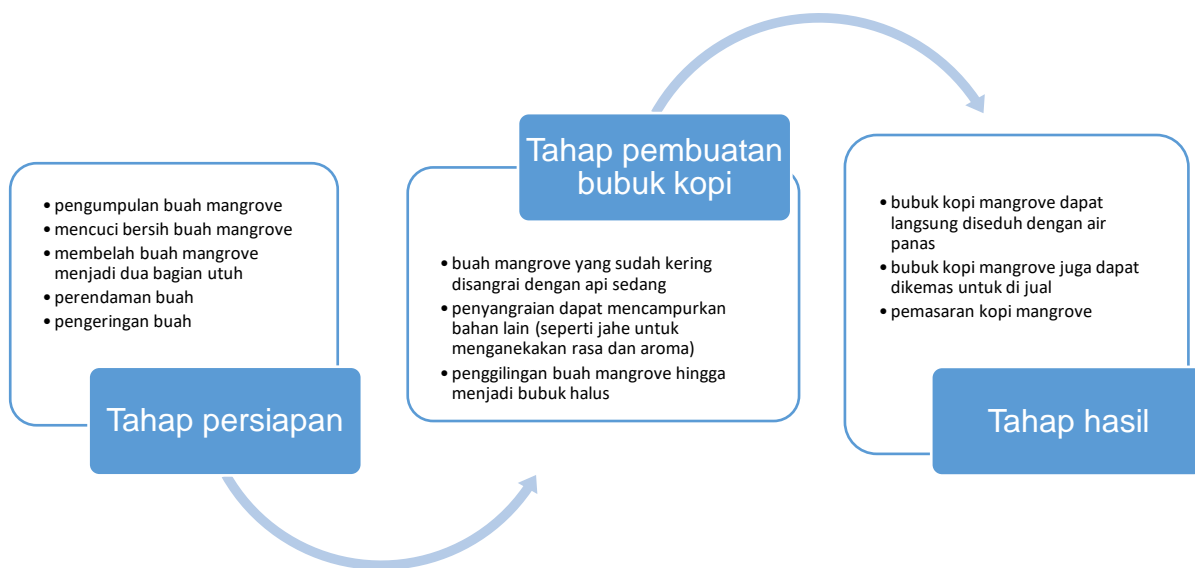 • pengumpulan buah mangrove
• mencuci bersih buah mangrove
• membelah buah mangrove
menjadi dua bagian utuh
• perendaman buah
• pengeringan buah
Tahap persiapan
Tahap pembuatan
bubuk kopi
• buah mangrove yang sudah kering
disangrai dengan api sedang
• penyangraian dapat mencampurkan
bahan lain (seperti jahe untuk
menganekakan rasa dan aroma)
• penggilingan buah mangrove hingga
menjadi bubuk halus
• bubuk kopi mangrove dapat
langsung diseduh dengan air
panas
• bubuk kopi mangrove juga dapat
dikemas untuk di jual
• pemasaran kopi mangrove
Tahap hasil